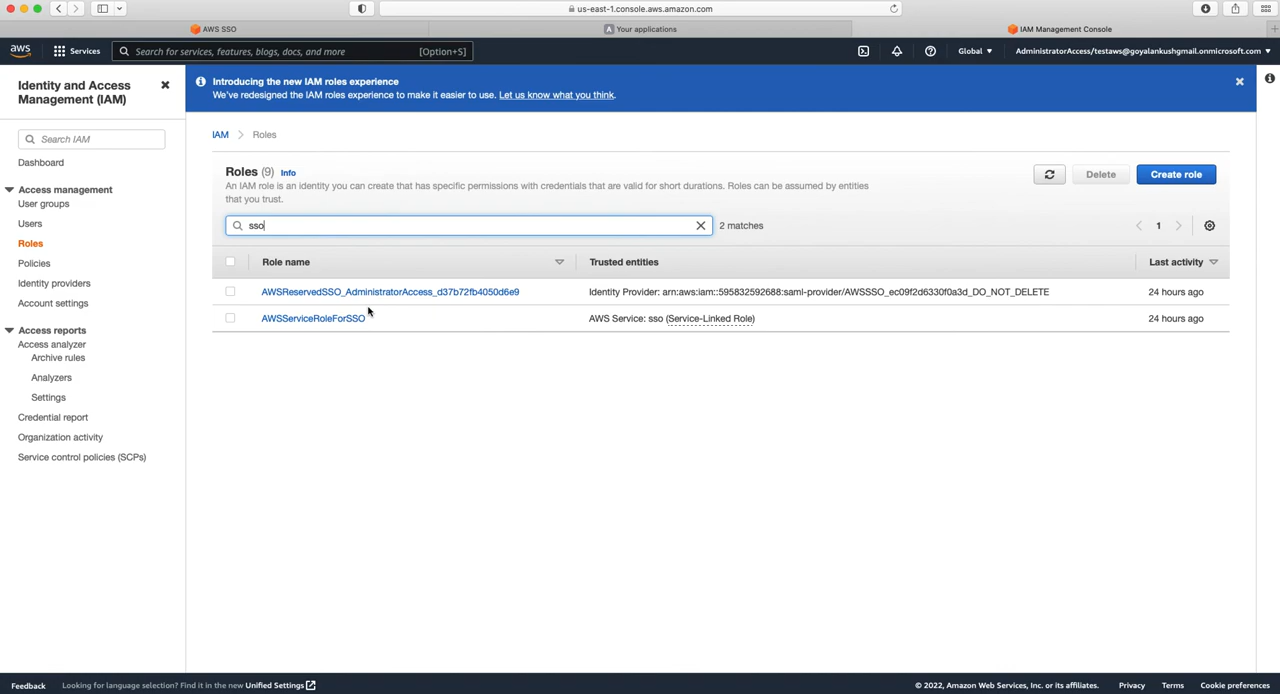 us-east-1.console.aws.amazon.com
AWS SSO
Your applications
IAM Management Console
aws
Services
Search for services, features, blogs, docs, and more
[Option+S]
Global
AdministratorAccess/testaws@goyalankushgmail.onmicrosoft.com
Identity and Access
Management (IAM)
Introducing the new IAM roles experience
We've redesigned the IAM roles experience to make it easier to use. Let us know what you think.
Search IAM
Dashboard
Access management
User groups
Users
Roles
Policies
Identity providers
Account settings
Access reports
Access analyzer
Archive rules
Analyzers
Settings
Credential report
Organization activity
Service control policies (SCPs)
IAM > Roles
Roles (9) Info
An IAM role is an identity you can create that has specific permissions with credentials that are valid for short durations. Roles can be assumed by entities
that you trust.
Delete
Create role
sso
2 matches
1
Role name
Trusted entities
Last activity
AWSReservedSSO_AdministratorAccess_d37b72fb4050d6e9
Identity Provider: arn:aws:iam::595832592688:saml-provider/AWSSSO_ec09f2d6330f0a3d_DO_NOT_DELETE
24 hours ago
AWSServiceRoleForSSO
AWS Service: sso (Service-Linked Role)
24 hours ago
Feedback
Looking for language selection? Find it in the new Unified Settings
© 2022, Amazon Web Services, Inc. or its affiliates.
Privacy
Terms
Cookie preferences